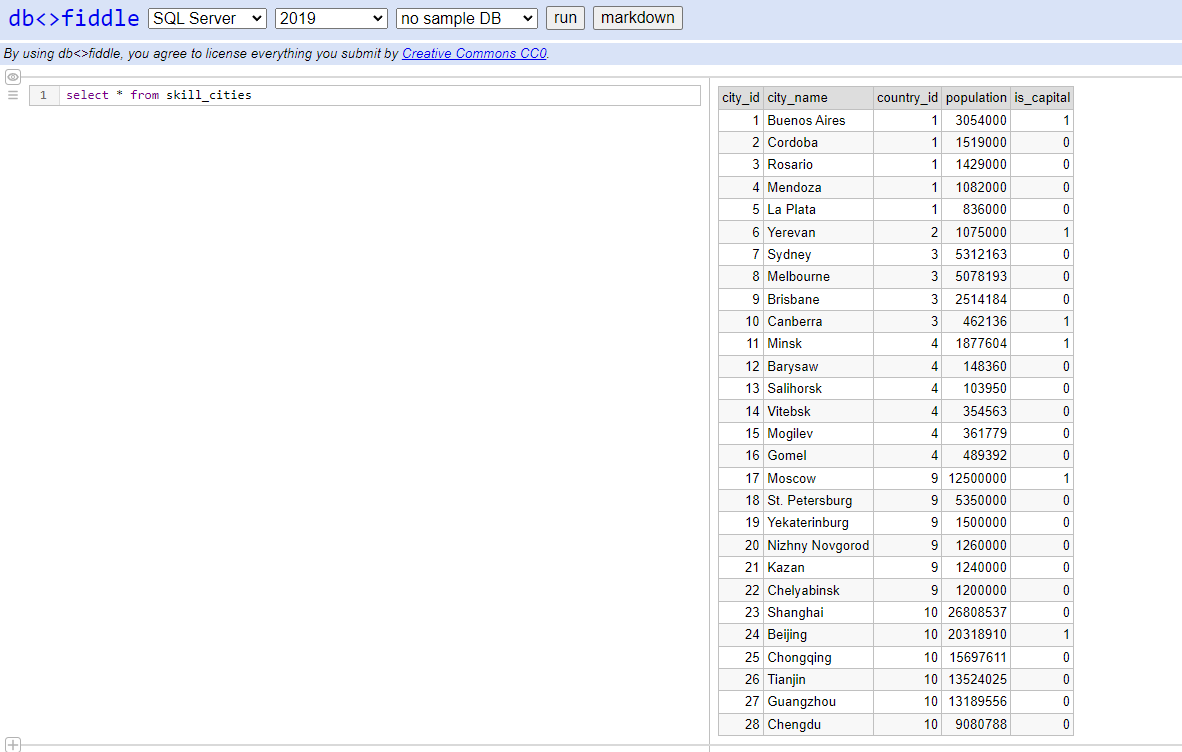 db<>fiddle SQL Server 2019 no sample DB run markdown
By using db<>fiddle, you agree to license everything you submit by Creative Commons CC0.
1 select * from skill_cities
city_id city_name country_id population is_capital
1 Buenos Aires 1 3054000 1
2 Cordoba 1 1519000 0
3 Rosario 1 1429000 0
4 Mendoza 1 1082000 0
5 La Plata 1 836000 0
6 Yerevan 2 1075000 1
7 Sydney 3 5312163 0
8 Melbourne 3 5078193 0
9 Brisbane 3 2514184 0
10 Canberra 3 462136 1
11 Minsk 4 1877604 1
12 Barysaw 4 148360 0
13 Salihorsk 4 103950 0
14 Vitebsk 4 354563 0
15 Mogilev 4 361779 0
16 Gomel 4 489392 0
17 Moscow 9 12500000 1
18 St. Petersburg 9 5350000 0
19 Yekaterinburg 9 1500000 0
20 Nizhny Novgorod 9 1260000 0
21 Kazan 9 1240000 0
22 Chelyabinsk 9 1200000 0
23 Shanghai 10 26808537 0
24 Beijing 10 20318910 1
25 Chongqing 10 15697611 0
26 Tianjin 10 13524025 0
27 Guangzhou 10 13189556 0
28 Chengdu 10 9080788 0